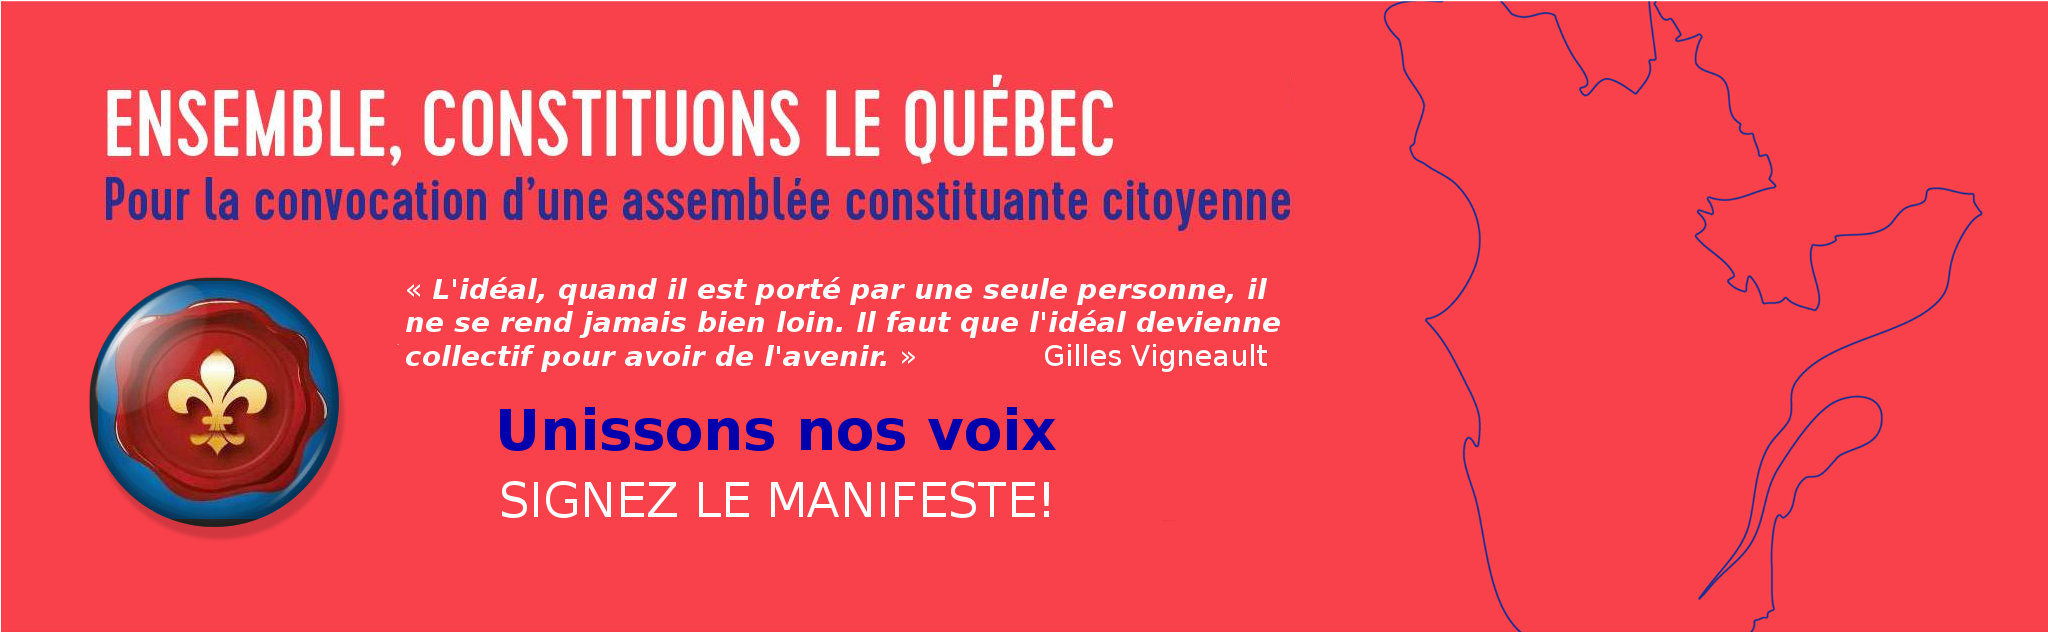 ENSEMBLE, CONSTITUONS LE QUÉBEC
Pour la convocation d’une assemblée constituante citoyenne
« L'idéal, quand il est porté par une seule personne, il
ne se rend jamais bien loin. Il faut que l'idéal devienne
collectif pour avoir de l'avenir. » Gilles Vigneault
Unissons nos voix
SIGNEZ LE MANIFESTE!